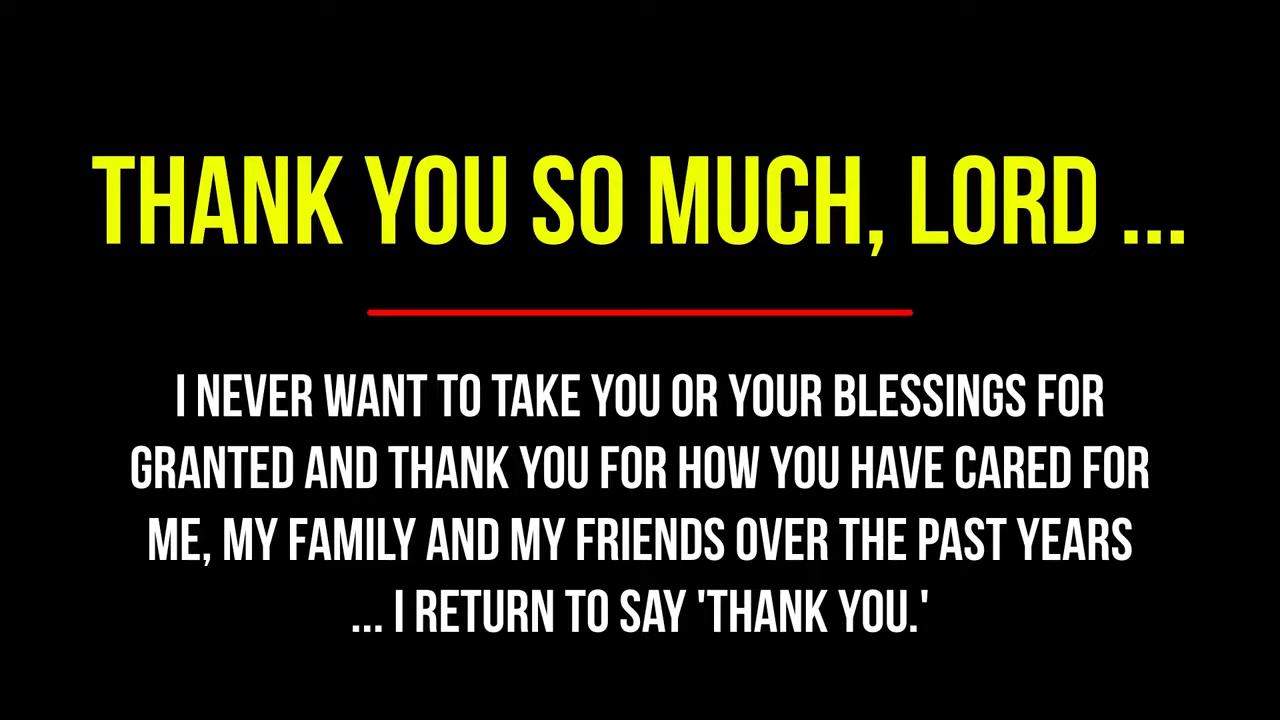 THANK YOU SO MUCH, LORD ...
I NEVER WANT TO TAKE YOU OR YOUR BLESSINGS FOR
GRANTED AND THANK YOU FOR HOW YOU HAVE CARED FOR
ME, MY FAMILY AND MY FRIENDS OVER THE PAST YEARS
... I RETURN TO SAY 'THANK YOU.'